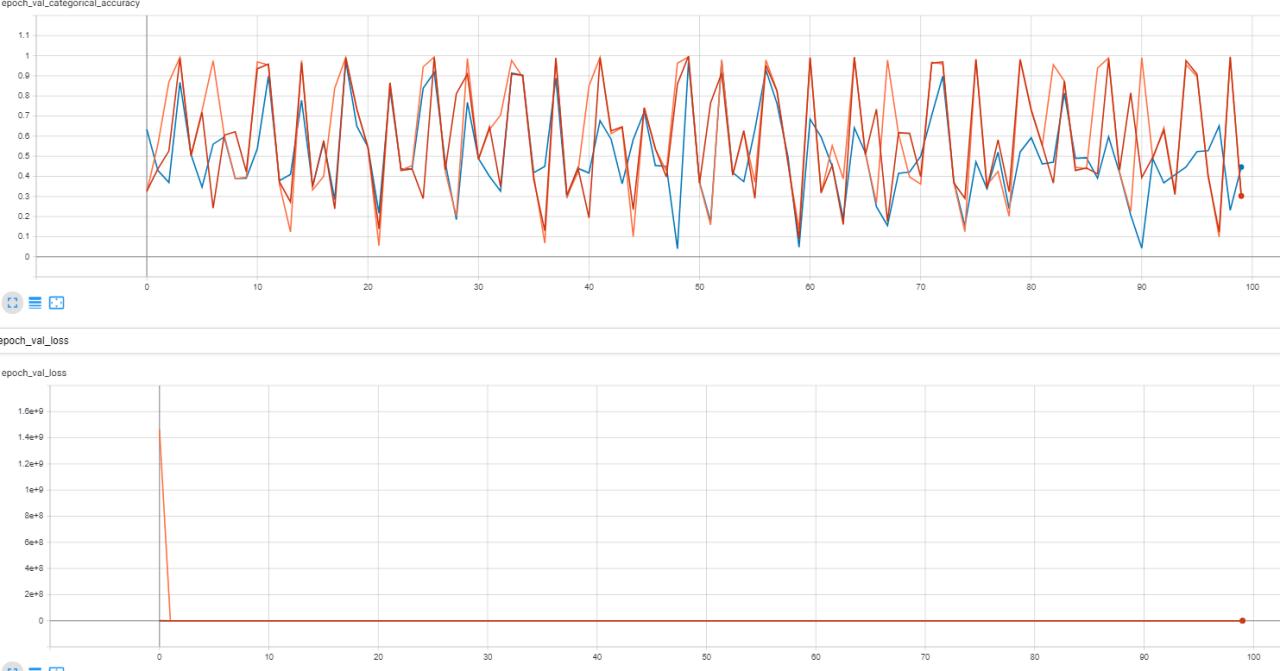 epoch_val_categorical_accuracy
1.1
1
0.9
0.8
0.7
0.6
0.5
0.4
0.3
0.2
0.1
0
0 10 20 30 40 50 60 70 80 90 100
epoch_val_loss
epoch_val_loss
1.6e+9
1.4e+9
1.2e+9
1e+9
8e+8
6e+8
4e+8
2e+8
0
0 10 20 30 40 50 60 70 80 90 100